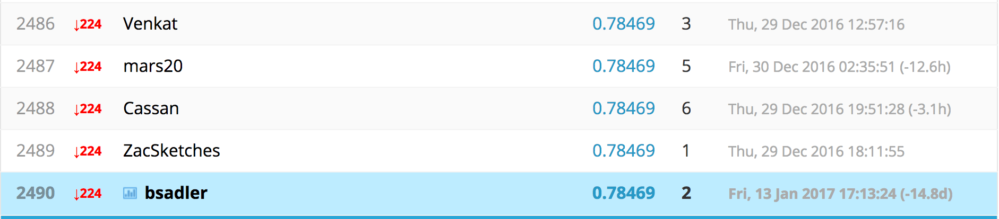 2486 ↓224 Venkat 0.78469 3 Thu, 29 Dec 2016 12:57:16
2487 ↓224 mars20 0.78469 5 Fri, 30 Dec 2016 02:35:51 (-12.6h)
2488 ↓224 Cassan 0.78469 6 Thu, 29 Dec 2016 19:51:28 (-3.1h)
2489 ↓224 ZacSketches 0.78469 1 Thu, 29 Dec 2016 18:11:55
2490 ↓224 bsadler 0.78469 2 Fri, 13 Jan 2017 17:13:24 (-14.8d)